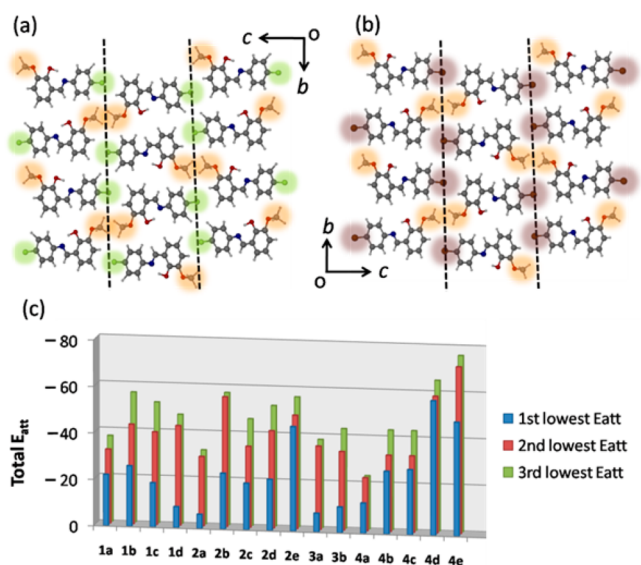 (a)
c o
b
(b)
b
o c
(c)
Total Eatt
−80
−60
−40
−20
0
1a 1b 1c 1d 2a 2b 2c 2d 2e 3a 3b 4a 4b 4c 4d 4e
1st lowest Eatt
2nd lowest Eatt
3rd lowest Eatt